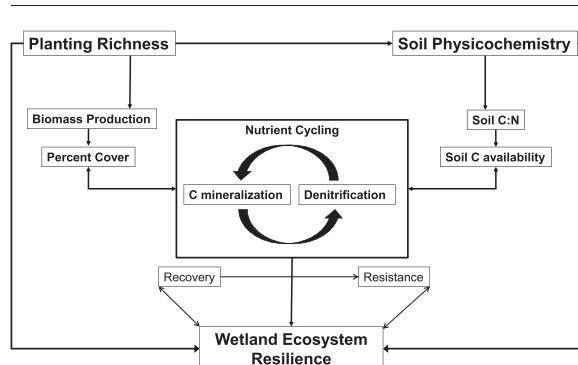 Planting Richness
Soil Physicochemistry
Biomass Production
Soil C:N
Percent Cover
Soil C availability
Nutrient Cycling
C mineralization
Denitrification
Recovery
Resistance
Wetland Ecosystem
Resilience